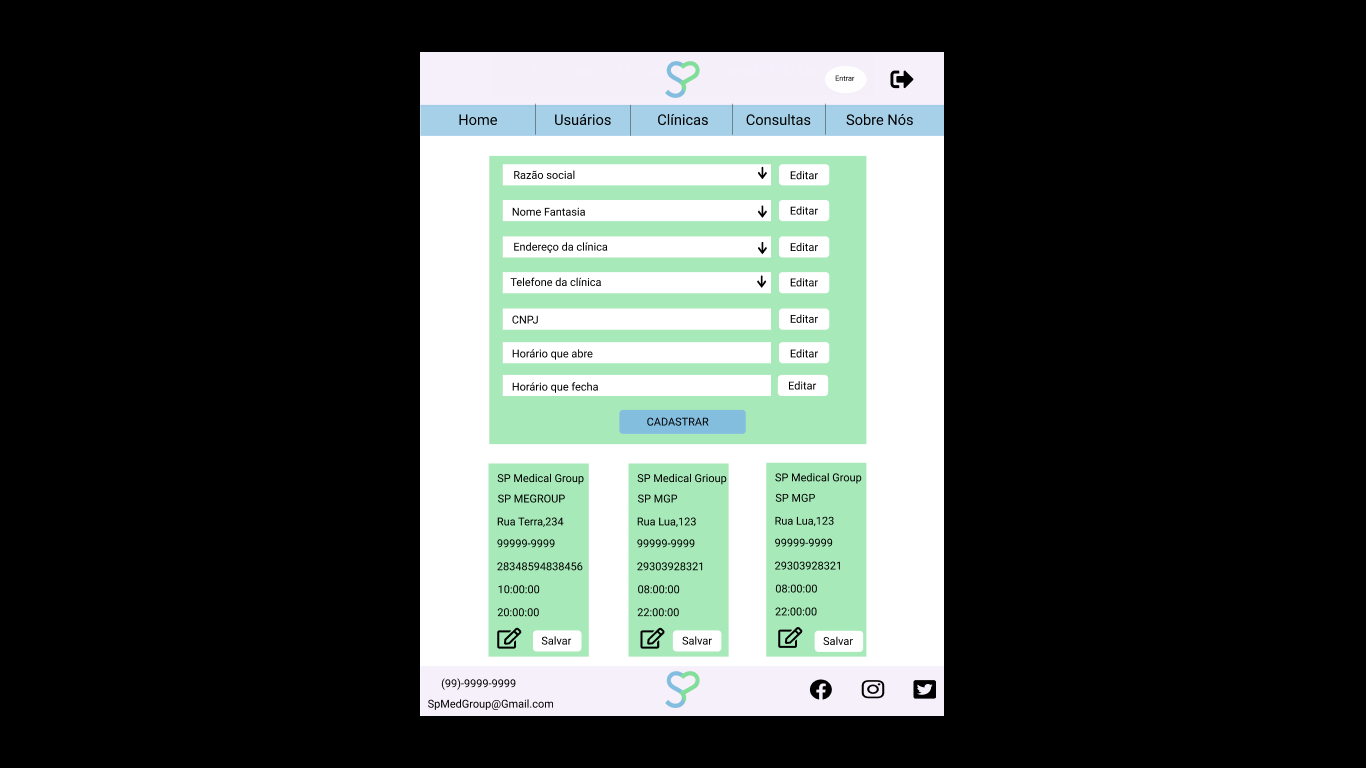 Entrar
Home Usuários Clínicas Consultas Sobre Nós
Razão social Editar
Nome Fantasia Editar
Endereço da clínica Editar
Telefone da clínica Editar
CNPJ Editar
Horário que abre Editar
Horário que fecha Editar
CADASTRAR
SP Medical Group
SP MEGROUP
Rua Terra,234
99999-9999
28348594838456
10:00:00
20:00:00
Salvar
SP Medical Grioup
SP MGP
Rua Lua,123
99999-9999
29303928321
08:00:00
22:00:00
Salvar
SP Medical Group
SP MGP
Rua Lua,123
99999-9999
29303928321
08:00:00
22:00:00
Salvar
(99)-9999-9999
SpMedGroup@Gmail.com